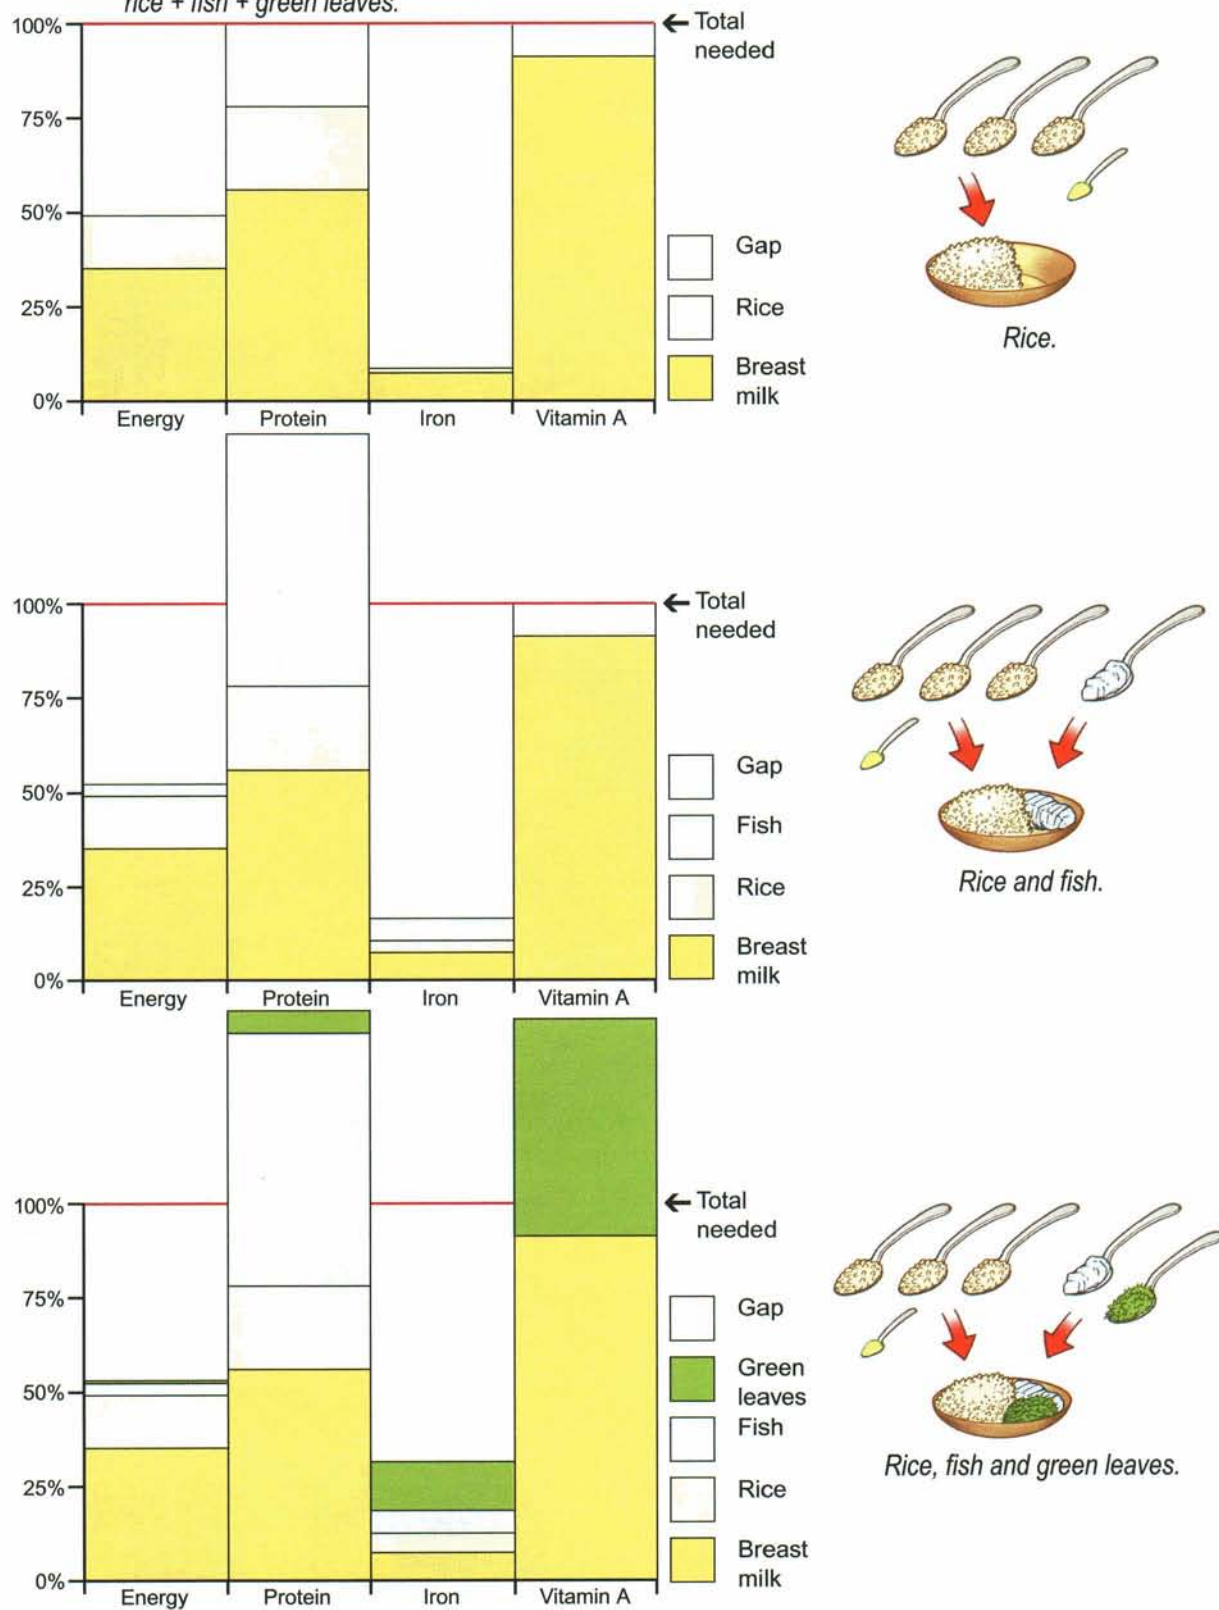 rice + fish + green leaves.
100%
75%
50%
25%
0%
Energy Protein Iron Vitamin A
Total
needed
Gap
Rice
Breast
milk
Rice.
100%
75%
50%
25%
0%
Energy Protein Iron Vitamin A
Total
needed
Gap
Fish
Rice
Breast
milk
Rice and fish.
100%
75%
50%
25%
0%
Energy Protein Iron Vitamin A
Total
needed
Gap
Green
leaves
Fish
Rice
Breast
milk
Rice, fish and green leaves.